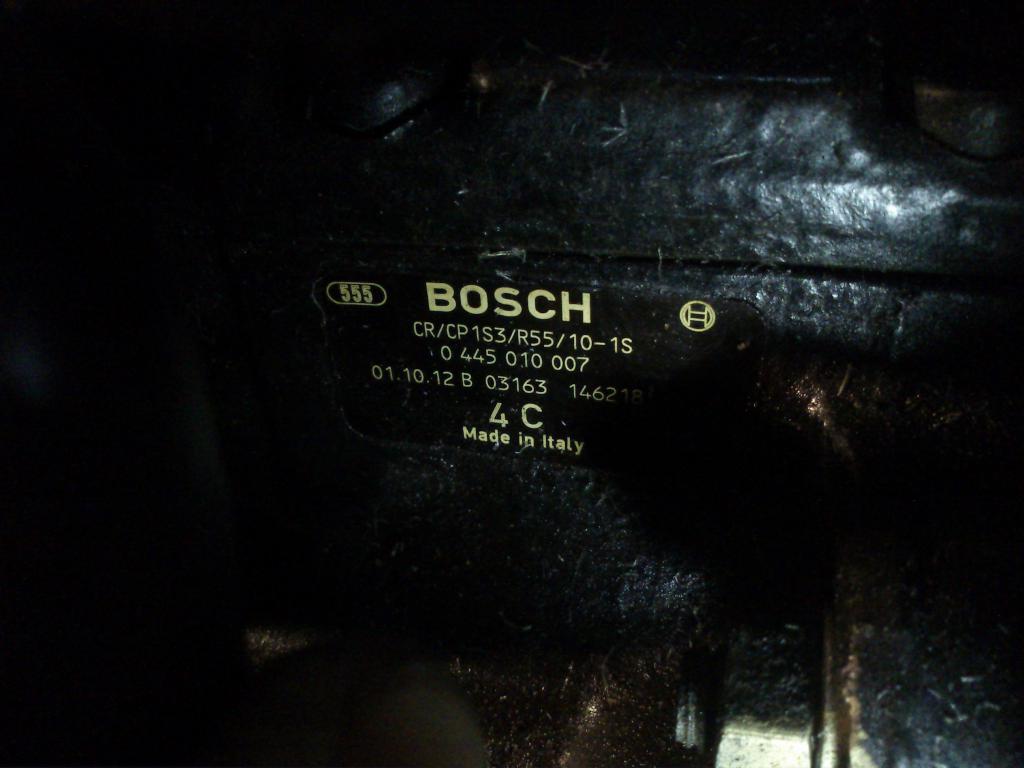 555 BOSCH
CR/CP1S3/R55/10-1S
0 445 010 007
01.10.12 B 03163 146218
4 C
Made in Italy